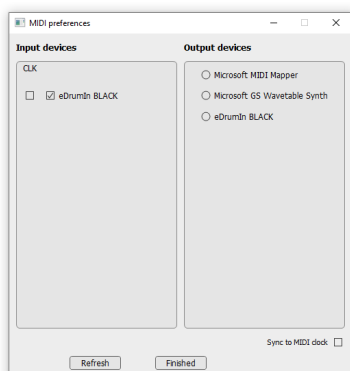 MIDI preferences
Input devices
Output devices
CLK
eDrumIn BLACK
Microsoft MIDI Mapper
Microsoft GS Wavetable Synth
eDrumIn BLACK
Sync to MIDI clock
Refresh
Finished